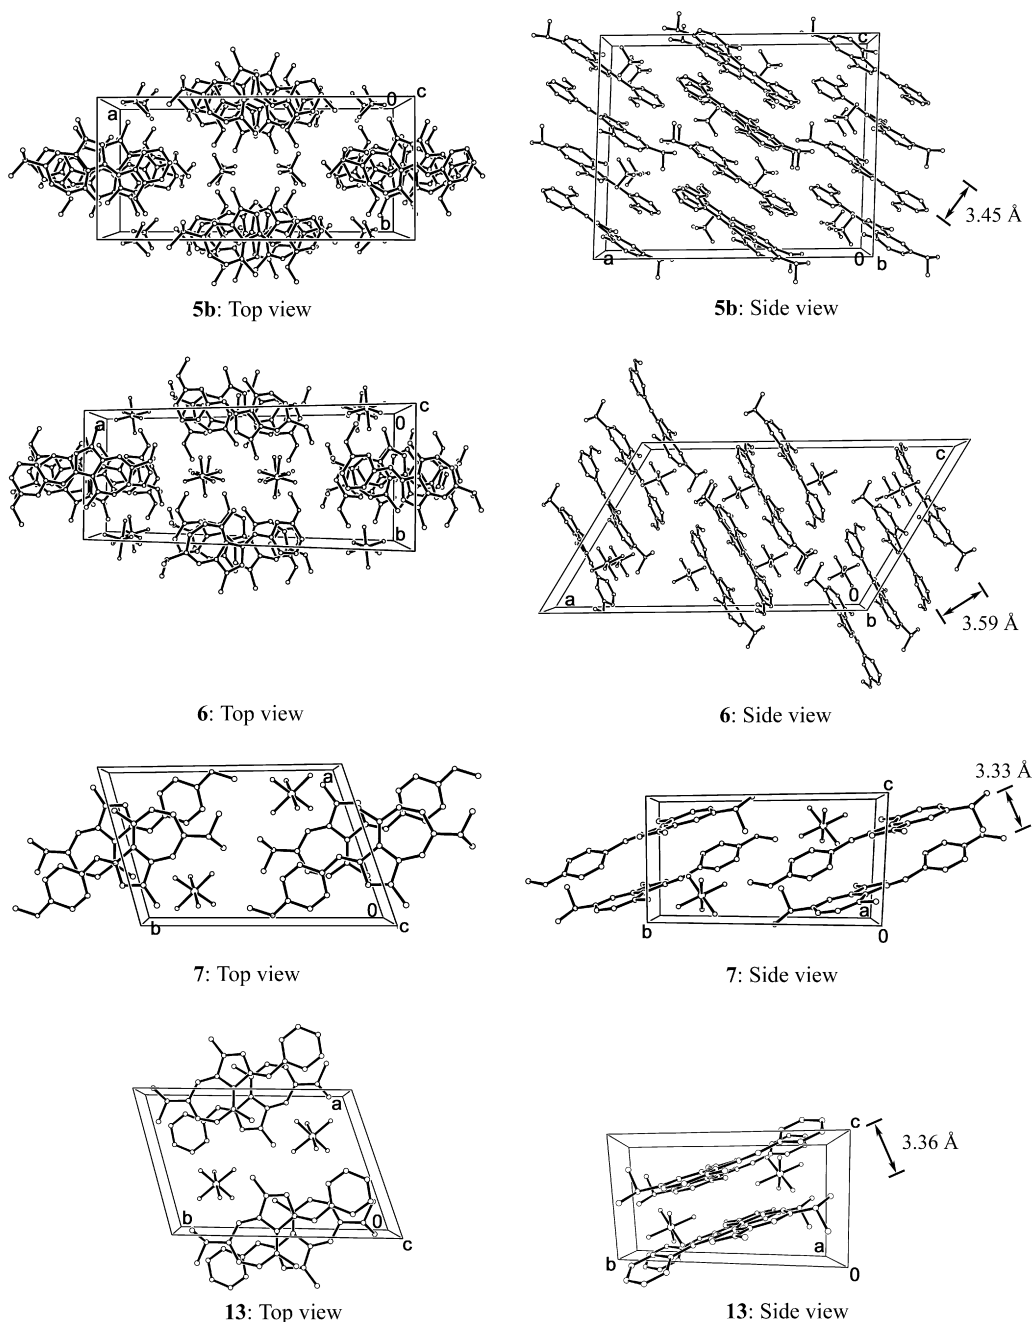 c
0
a
b
5b: Top view
c
a
0
b
3.45 Å
5b: Side view
c
a
0
b
6: Top view
c
0
a
b
3.59 Å
6: Side view
a
0
b
c
7: Top view
3.33 Å
c
a
b
0
7: Side view
a
b
0
c
13: Top view
c
3.36 Å
a
b
0
13: Side view